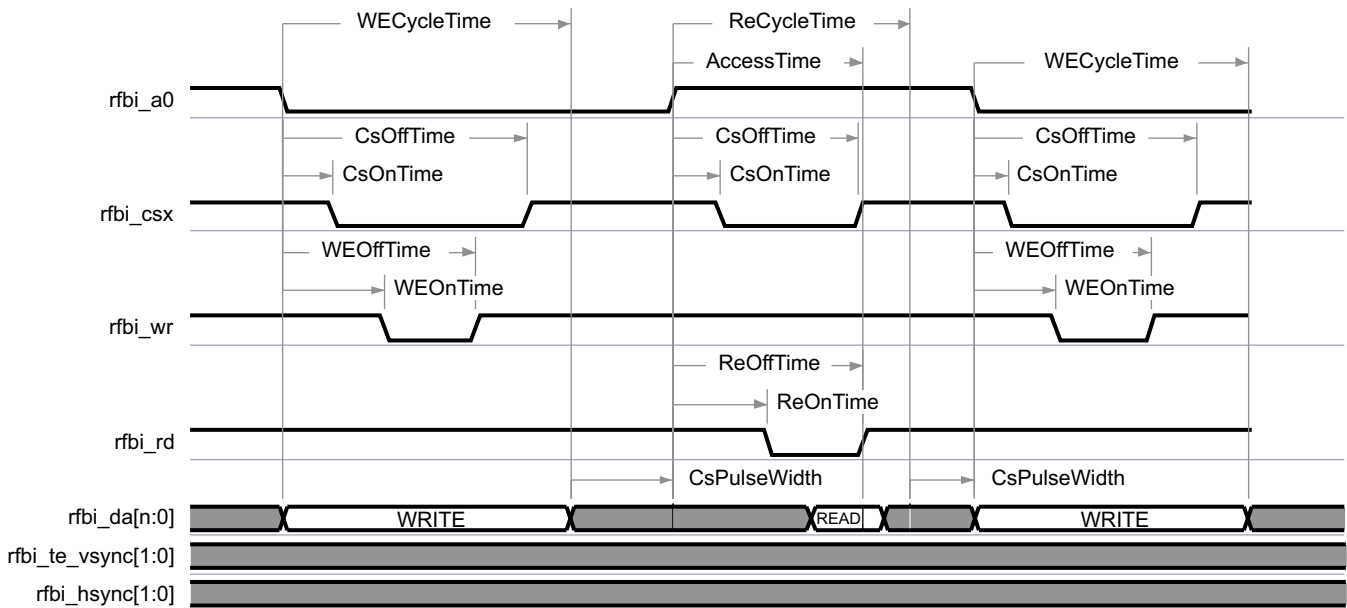 WECycleTime ReCycleTime
AccessTime WECycleTime
rfbi_a0
CsOffTime CsOffTime CsOffTime
CsOnTime CsOnTime CsOnTime
rfbi_csx
WEOffTime WEOffTime
WEOnTime WEOnTime
rfbi_wr
ReOffTime
ReOnTime
rfbi_rd
CsPulseWidth CsPulseWidth
rfbi_da[n:0] WRITE READ WRITE
rfbi_te_vsync[1:0]
rfbi_hsync[1:0]